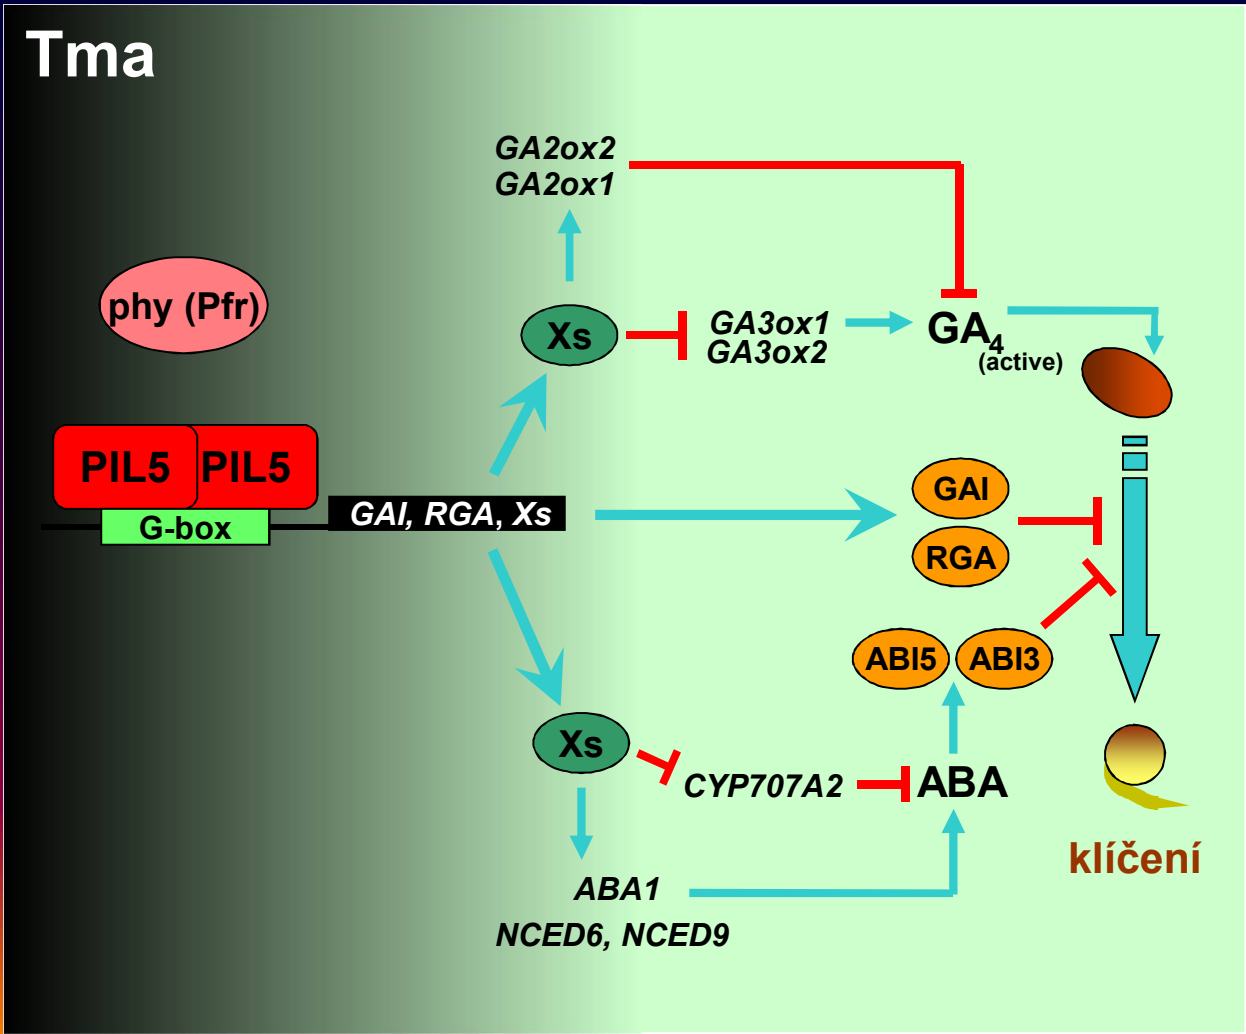 Tma
GA2ox2
GA2ox1
phy (Pfr)
Xs
GA3ox1
GA3ox2
GA4
(active)
PIL5 PIL5
G-box
GAI, RGA, Xs
GAI
RGA
ABI5 ABI3
Xs
CYP707A2
ABA
klíčení
ABA1
NCED6, NCED9